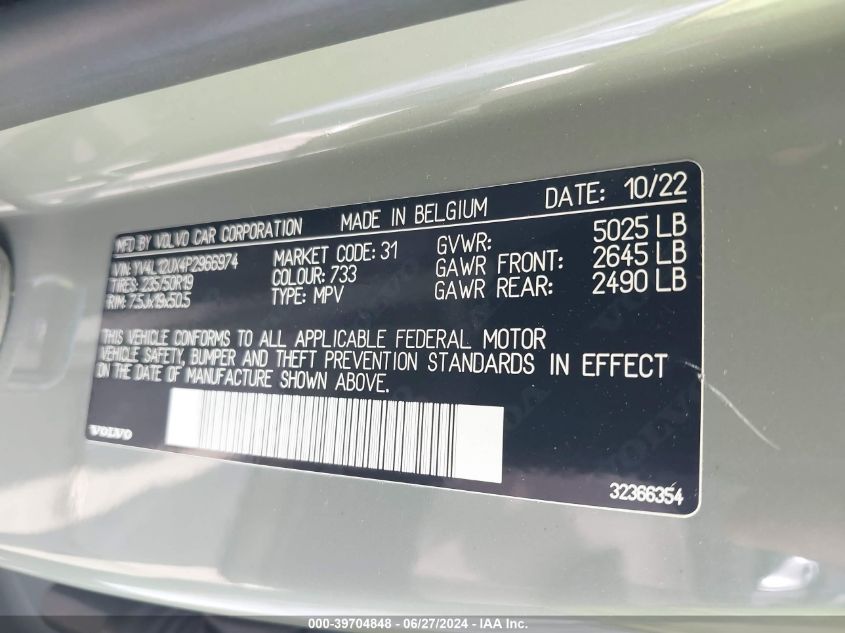 MFD BY VOLVO CAR CORPORATION MADE IN BELGIUM DATE: 10/22
VIN: YV4L12UX4P2966974 MARKET CODE: 31 GVWR: 5025 LB
TIRES: 235/50R19 COLOUR: 733 GAWR FRONT: 2645 LB
RIM: 7.5Jx19x50.5 TYPE: MPV GAWR REAR: 2490 LB
THIS VEHICLE CONFORMS TO ALL APPLICABLE FEDERAL MOTOR
VEHICLE SAFETY, BUMPER AND THEFT PREVENTION STANDARDS IN EFFECT
ON THE DATE OF MANUFACTURE SHOWN ABOVE.
VOLVO
32366354
000-39704848 - 06/27/2024 - IAA Inc.